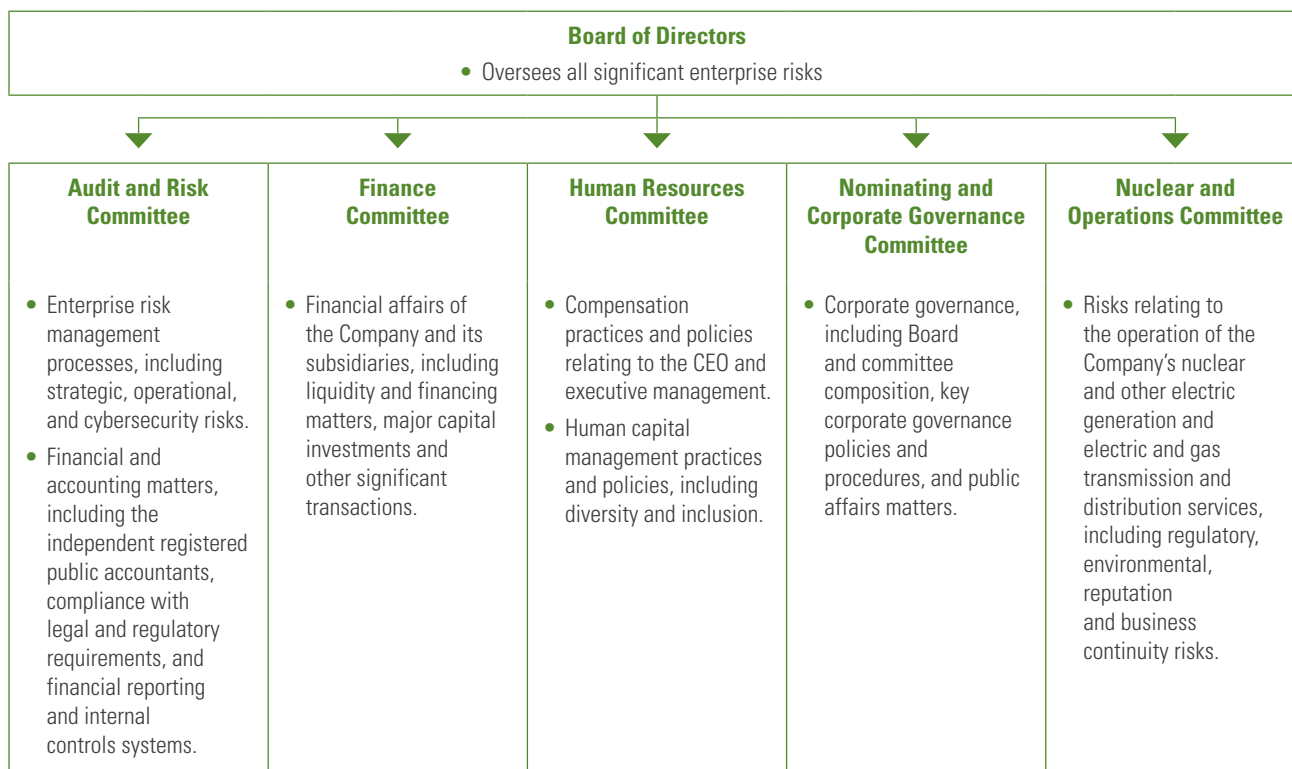 Board of Directors
• Oversees all significant enterprise risks
Audit and Risk
Committee
• Enterprise risk
management
processes, including
strategic, operational,
and cybersecurity risks.
• Financial and
accounting matters,
including the
independent registered
public accountants,
compliance with
legal and regulatory
requirements, and
financial reporting
and internal
controls systems.
Finance
Committee
• Financial affairs of
the Company and its
subsidiaries, including
liquidity and financing
matters, major capital
investments and
other significant
transactions.
Human Resources
Committee
• Compensation
practices and policies
relating to the CEO and
executive management.
• Human capital
management practices
and policies, including
diversity and inclusion.
Nominating and
Corporate Governance
Committee
• Corporate governance,
including Board
and committee
composition, key
corporate governance
policies and
procedures, and public
affairs matters.
Nuclear and
Operations Committee
• Risks relating to
the operation of the
Company’s nuclear
and other electric
generation and
electric and gas
transmission and
distribution services,
including regulatory,
environmental,
reputation
and business
continuity risks.